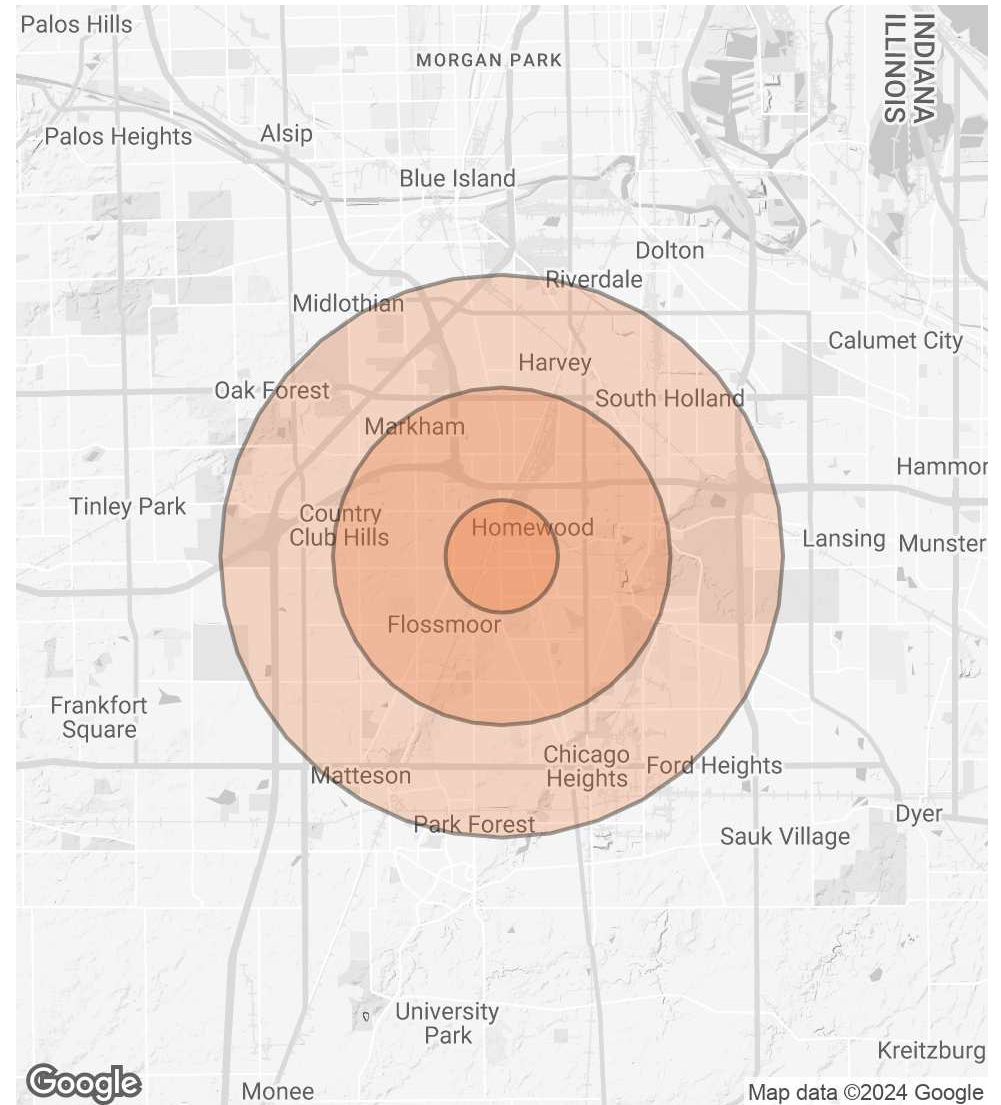 Palos Hills
MORGAN PARK
INDIANA
ILLINOIS
Palos Heights
Alsip
Blue Island
Dolton
Riverdale
Midlothian
Calumet City
Harvey
Oak Forest
South Holland
Markham
Hammor
Tinley Park
Country
Club Hills
Homewood
Lansing
Munster
Flossmoor
Frankfort
Square
Chicago
Heights
Ford Heights
Matteson
Dyer
Park Forest
Sauk Village
University
Park
Kreitzburg
Google
Monee
Map data ©2024 Google